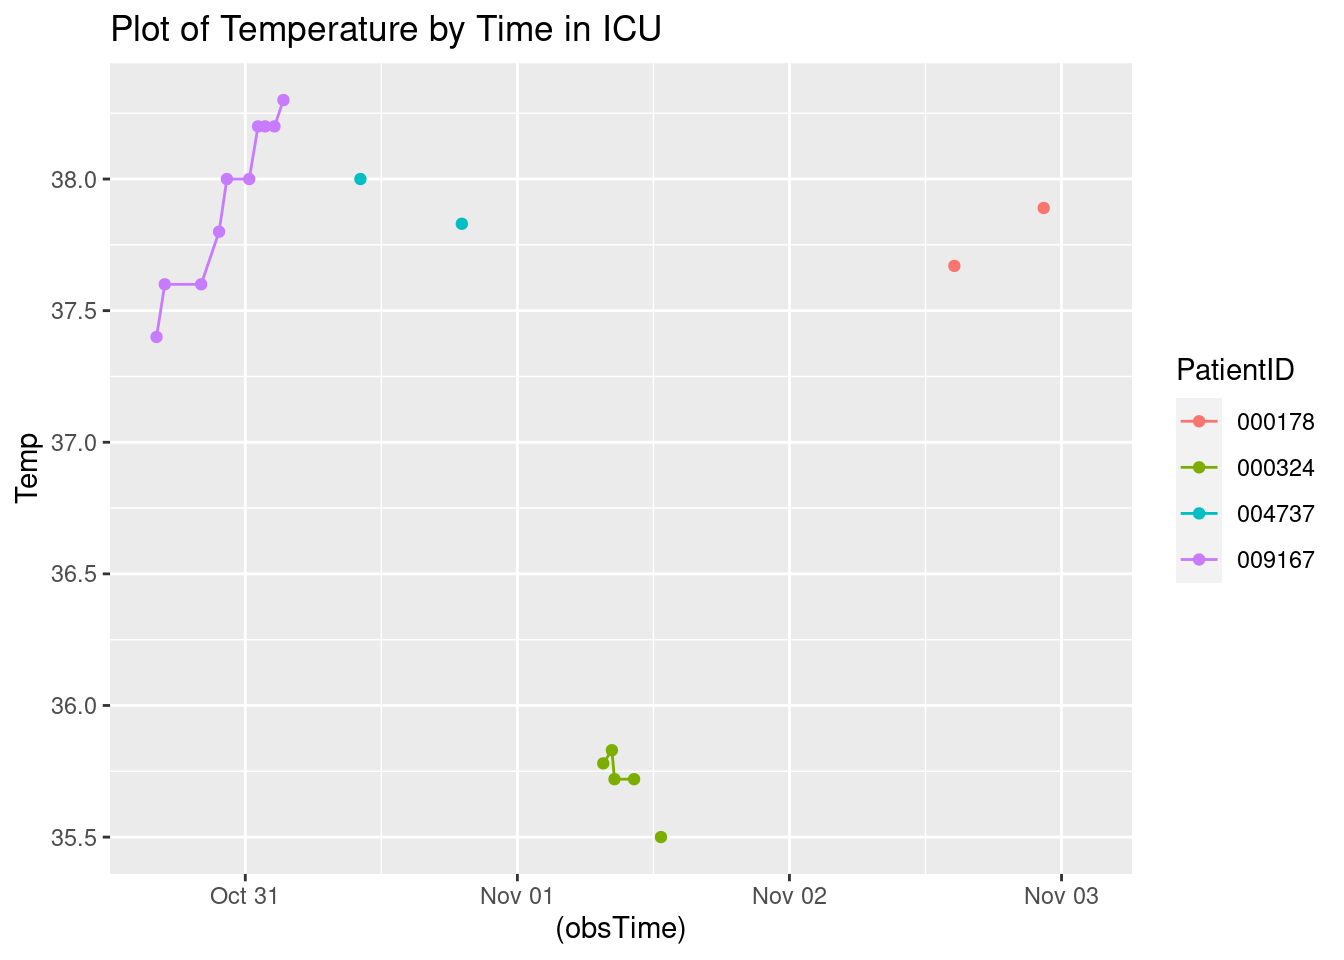 Plot of Temperature by Time in ICU
38.0
37.5
37.0
36.5
36.0
35.5
Temp
Oct 31
Nov 01
Nov 02
Nov 03
(obsTime)
PatientID
000178
000324
004737
009167